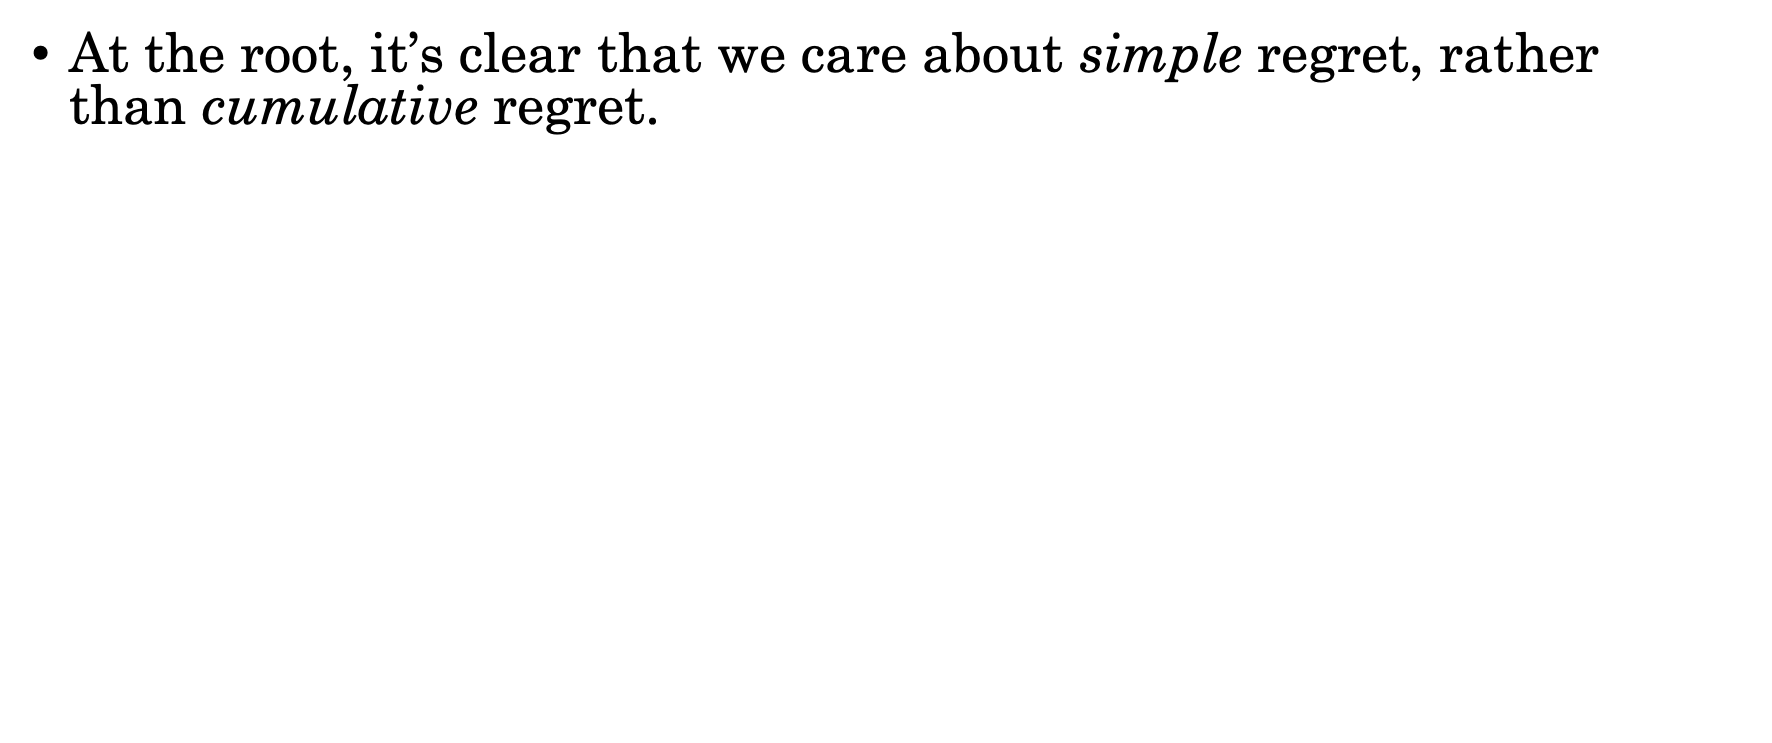 • At the root, it’s clear that we care about simple regret, rather
than cumulative regret.